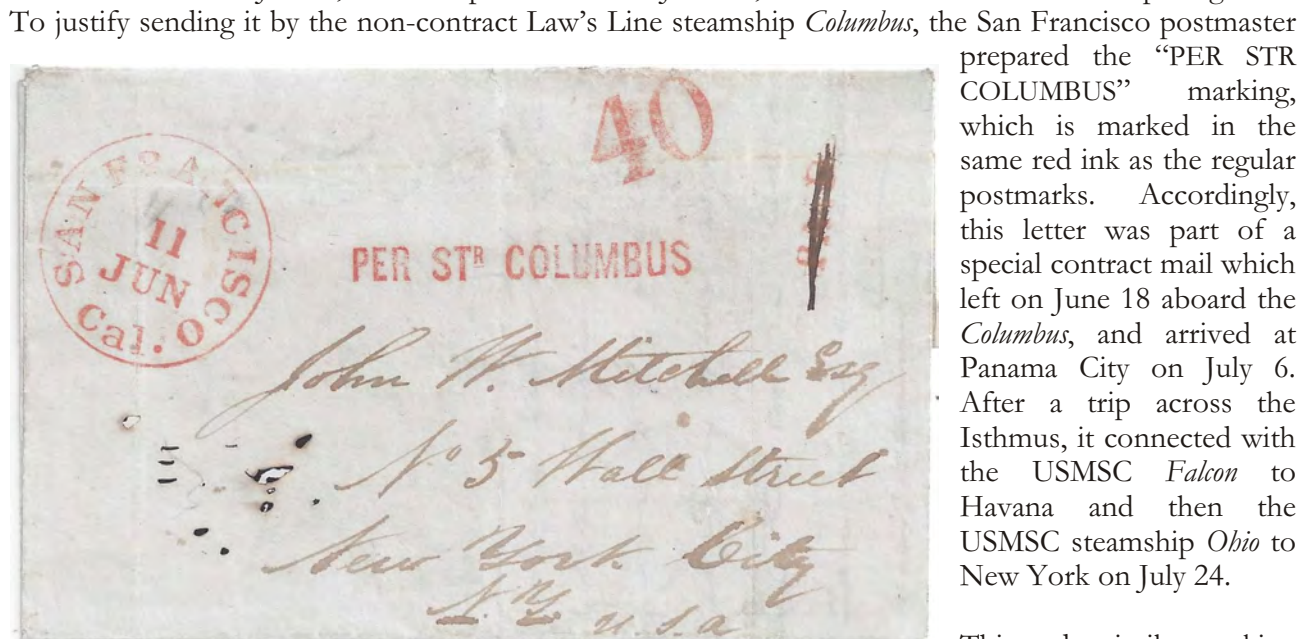 To justify sending it by the non-contract Law's Line steamship Columbus, the San Francisco postmaster
prepared the “PER STR
COLUMBUS” marking,
which is marked in the
same red ink as the regular
postmarks. Accordingly,
this letter was part of a
special contract mail which
left on June 18 aboard the
Columbus, and arrived at
Panama City on July 6.
After a trip across the
Isthmus, it connected with
the USMSC Falcon to
Havana and then the
USMSC steamship Ohio to
New York on July 24.
40
SAN FRANCISCO
11
JUN
Cal.
PER STR COLUMBUS
John W. Mitchell Esq
No 5 Wall Street
New York City
N.Y.
U.S.A